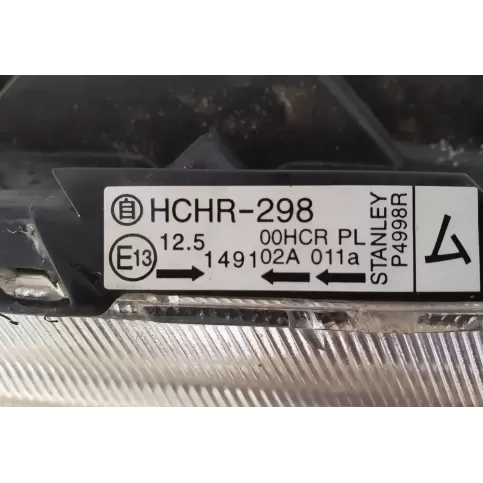 自 HCHR-298
E13 12.5 1491 00HCR PL
02A 011a
STANLEY
P4998R
ム